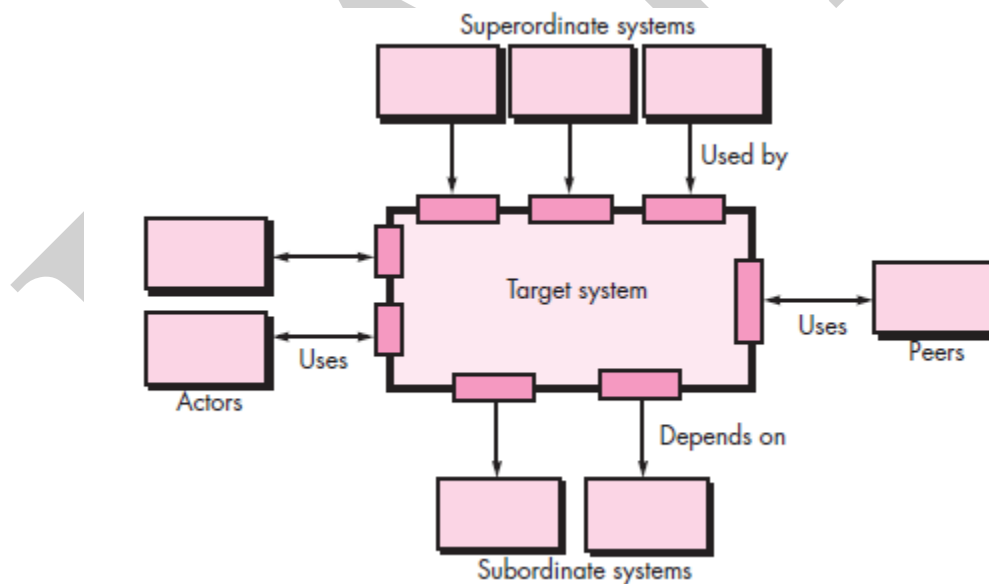 Superordinate systems
Used by
Target system
Uses
Actors
Uses
Peers
Depends on
Subordinate systems